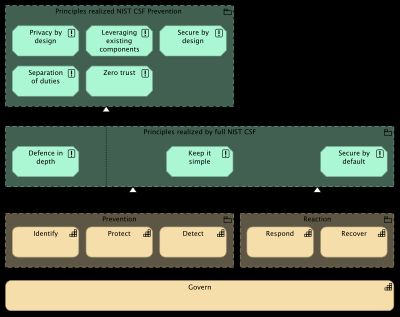 Principles realized NIST CSF Prevention
Privacy by
design
Leveraging
existing
components
Secure by
design
Separation
of duties
Zero trust
Principles realized by full NIST CSF
Defence in
depth
Keep it
simple
Secure by
default
Prevention
Reaction
Identify
Protect
Detect
Respond
Recover
Govern